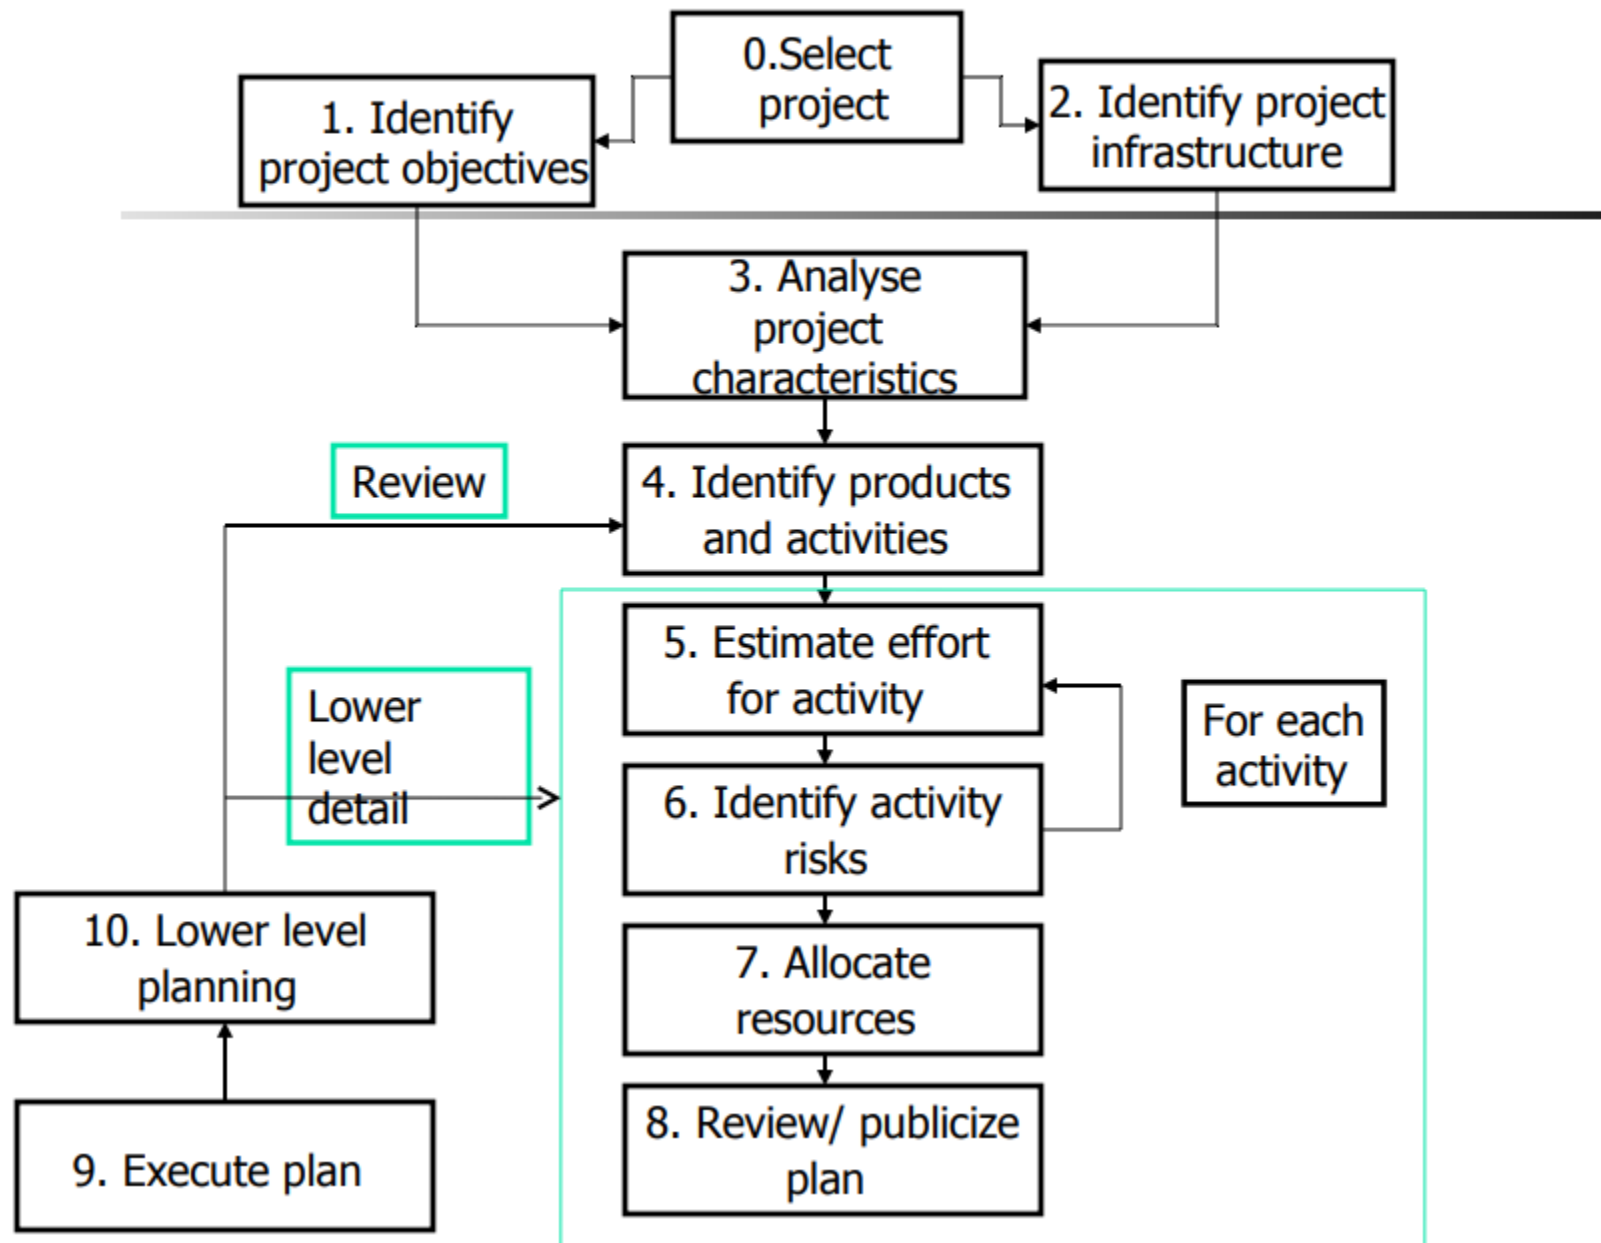 0.Select
project
1. Identify
project objectives
2. Identify project
infrastructure
3. Analyse
project
characteristics
Review
4. Identify products
and activities
5. Estimate effort
for activity
For each
activity
Lower
level
detail
6. Identify activity
risks
10. Lower level
planning
7. Allocate
resources
8. Review/ publicize
plan
9. Execute plan